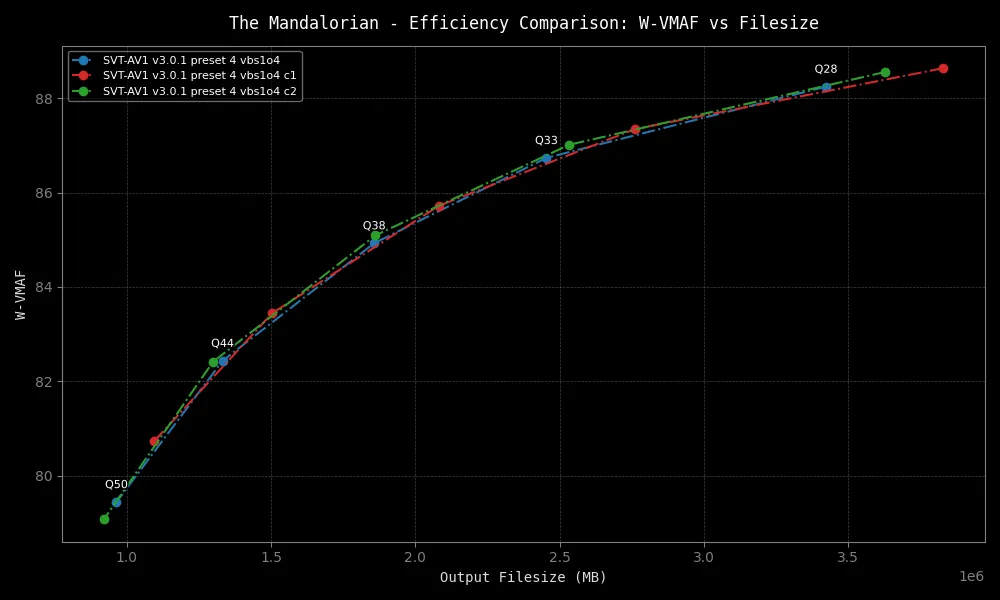 The Mandalorian - Efficiency Comparison: W-VMAF vs Filesize
SVT-AV1 v3.0.1 preset 4 vbs1o4
SVT-AV1 v3.0.1 preset 4 vbs1o4 c1
SVT-AV1 v3.0.1 preset 4 vbs1o4 c2
Q28
88
Q33
86
Q38
W-VMAF
84
Q44
82
80
Q50
1.0 1.5 2.0 2.5 3.0 3.5
1e6
Output Filesize (MB)